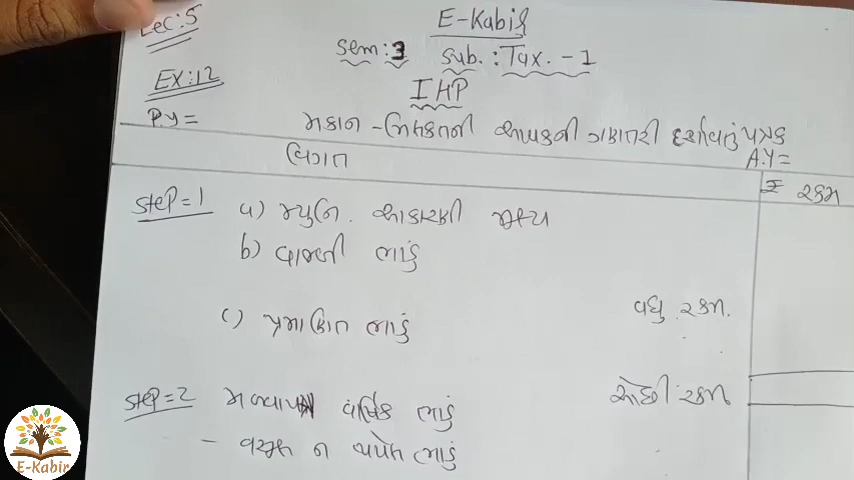 Lec:5
E-Kabir
Sem:3 Sub.: Tax.-1
EX:12
IHP
P.Y=
મકાન-મિલકતની આવકની ગણતરી દર્શાવતું પત્રક
A.Y=
વિગત
₹ રકમ
Step=1 a) મ્યુનિ. આકારણી મૂલ્ય
b) વાજબી ભાડું
વધુ રકમ.
c) પ્રમાણિત ભાડું
ઓછી રકમ
Step=2 વાર્ષિક ભાડું
- વસૂલ ન થયેલ ભાડું
E-Kabir